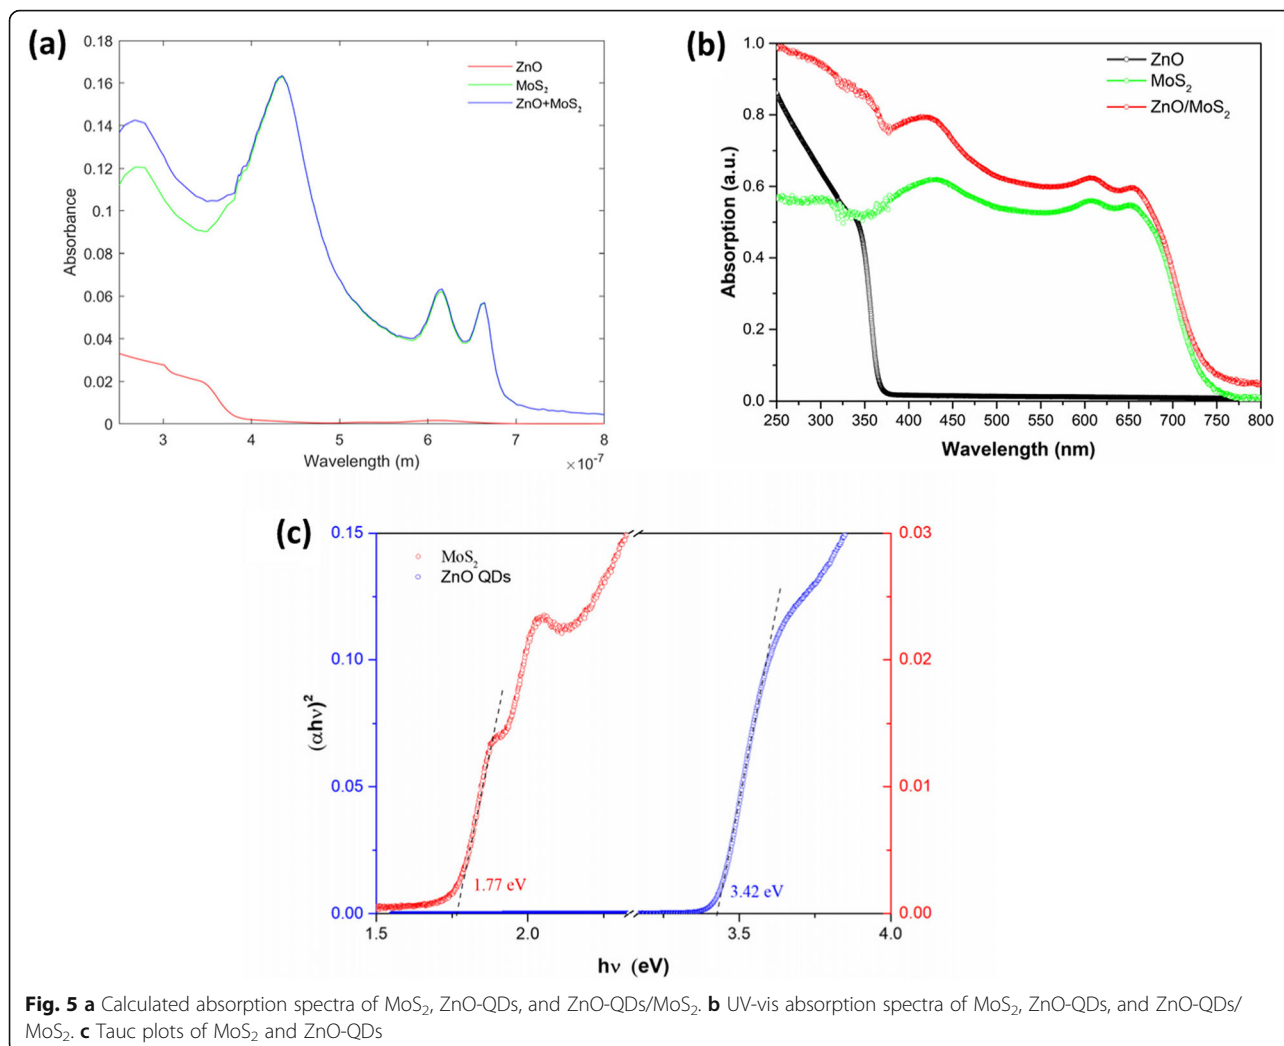 (a)
0.18
0.16
0.14
0.12
0.1
0.08
0.06
0.04
0.02
0
Absorbance
ZnO
MoS₂
ZnO+MoS₂
3 4 5 6 7 8
Wavelength (m)
×10⁻⁷
(b)
1.0
0.8
0.6
0.4
0.2
0.0
Absorption (a.u.)
ZnO
MoS₂
ZnO/MoS₂
250 300 350 400 450 500 550 600 650 700 750 800
Wavelength (nm)
(c)
0.15
0.10
0.05
0.00
(αhν)²
MoS₂
ZnO QDs
1.77 eV
3.42 eV
0.03
0.02
0.01
0.00
1.5 2.0 3.5 4.0
hν (eV)
Fig. 5 a Calculated absorption spectra of MoS₂, ZnO-QDs, and ZnO-QDs/MoS₂. b UV-vis absorption spectra of MoS₂, ZnO-QDs, and ZnO-QDs/
MoS₂. c Tauc plots of MoS₂ and ZnO-QDs